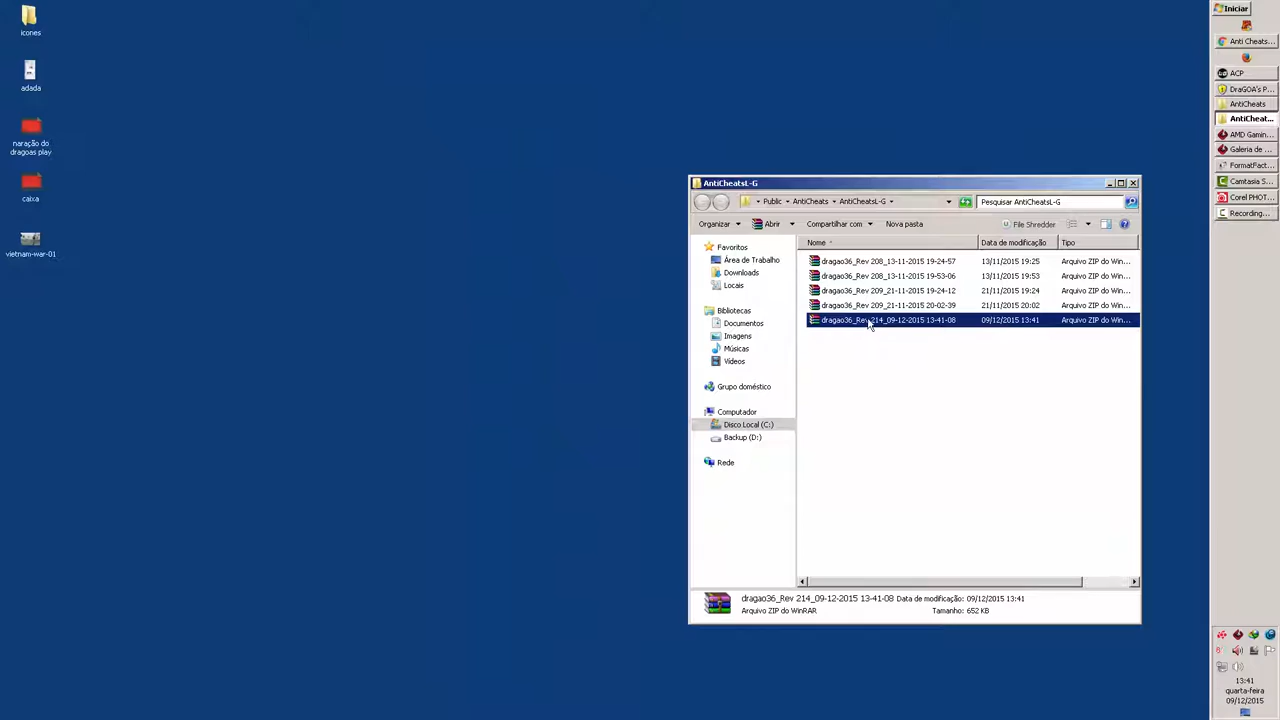 icones
adada
naração do
dragoas play
caixa
vietnam-war-01
AntiCheatsL-G
Public AntiCheats AntiCheatsL-G
Pesquisar AntiCheatsL-G
Organizar Abrir Compartilhar com Nova pasta File Shredder
Favoritos
Área de Trabalho
Downloads
Locais
Bibliotecas
Documentos
Imagens
Músicas
Vídeos
Grupo doméstico
Computador
Disco Local (C:)
Backup (D:)
Rede
Nome Data de modificação Tipo
dragao36_Rev 208_13-11-2015 19-24-57 13/11/2015 19:25 Arquivo ZIP do Win...
dragao36_Rev 208_13-11-2015 19-53-06 13/11/2015 19:53 Arquivo ZIP do Win...
dragao36_Rev 209_21-11-2015 19-24-12 21/11/2015 19:24 Arquivo ZIP do Win...
dragao36_Rev 209_21-11-2015 20-02-39 21/11/2015 20:02 Arquivo ZIP do Win...
dragao36_Rev 214_09-12-2015 13-41-08 09/12/2015 13:41 Arquivo ZIP do Win...
dragao36_Rev 214_09-12-2015 13-41-08 Data de modificação: 09/12/2015 13:41
Arquivo ZIP do WinRAR Tamanho: 652 KB
Iniciar
Anti Cheats...
ACP
DraGOA's P...
AntiCheats
AntiCheat...
AMD Gamin...
Galeria de ...
FormatFact...
Camtasia S...
Corel PHOT...
Recording...
13:41
quarta-feira
09/12/2015